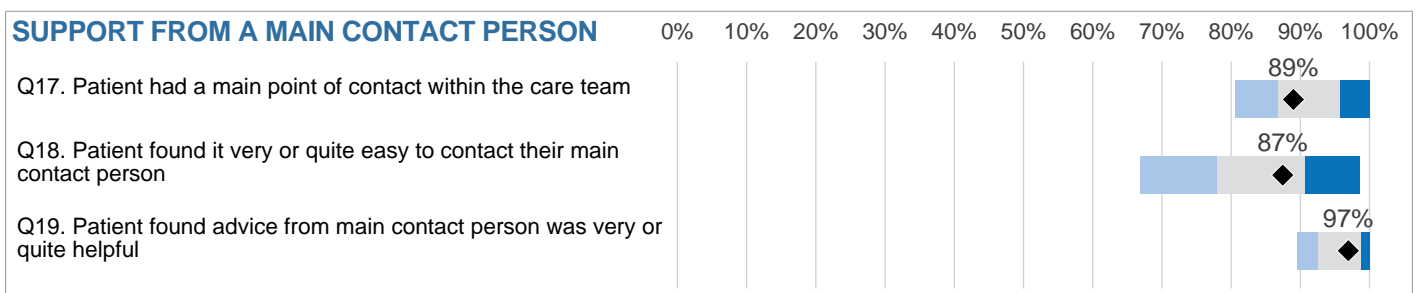 SUPPORT FROM A MAIN CONTACT PERSON 0% 10% 20% 30% 40% 50% 60% 70% 80% 90% 100%
89%
Q17. Patient had a main point of contact within the care team
87%
Q18. Patient found it very or quite easy to contact their main
contact person
97%
Q19. Patient found advice from main contact person was very or
quite helpful